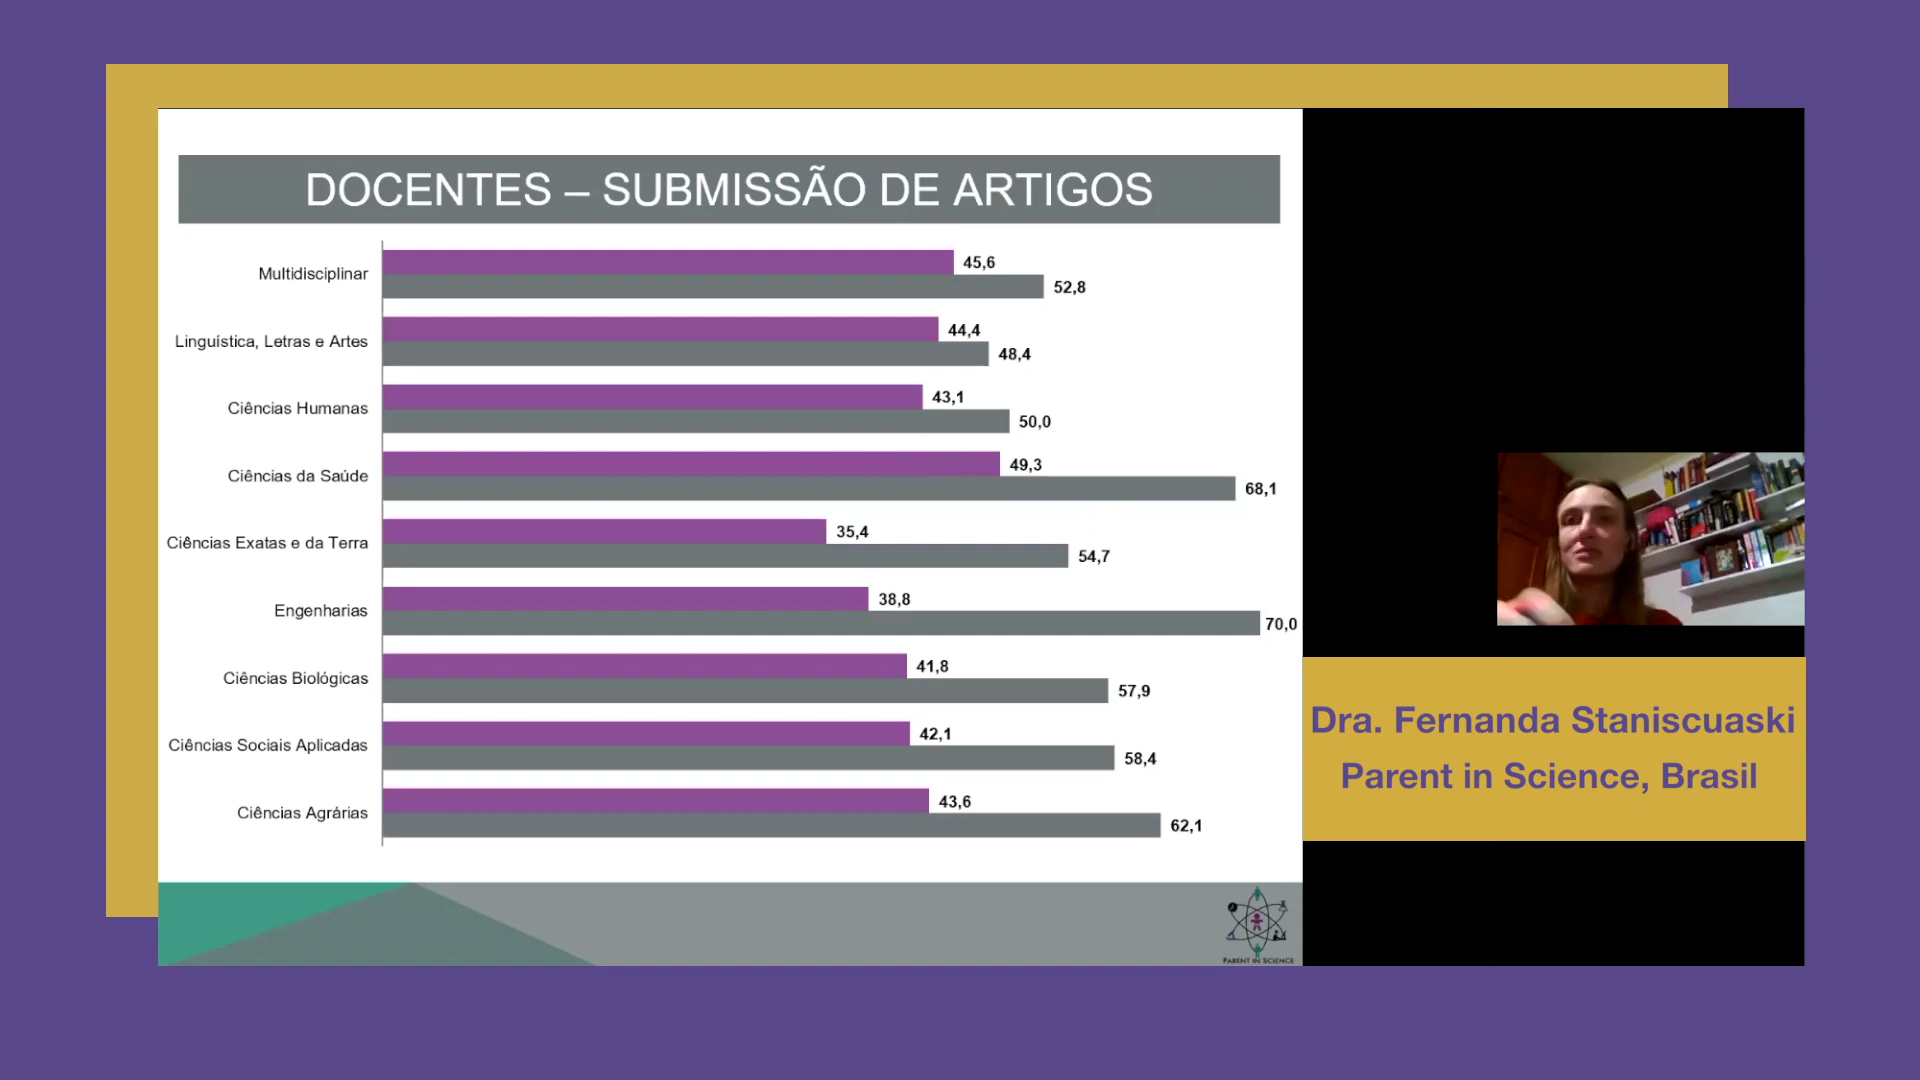 DOCENTES – SUBMISSÃO DE ARTIGOS
Multidisciplinar
45,6
52,8
Linguística, Letras e Artes
44,4
48,4
Ciências Humanas
43,1
50,0
Ciências da Saúde
49,3
68,1
Ciências Exatas e da Terra
35,4
54,7
Engenharias
38,8
70,0
Ciências Biológicas
41,8
57,9
Ciências Sociais Aplicadas
42,1
58,4
Ciências Agrárias
43,6
62,1
PARENT IN SCIENCE
Dra. Fernanda Staniscuaski
Parent in Science, Brasil